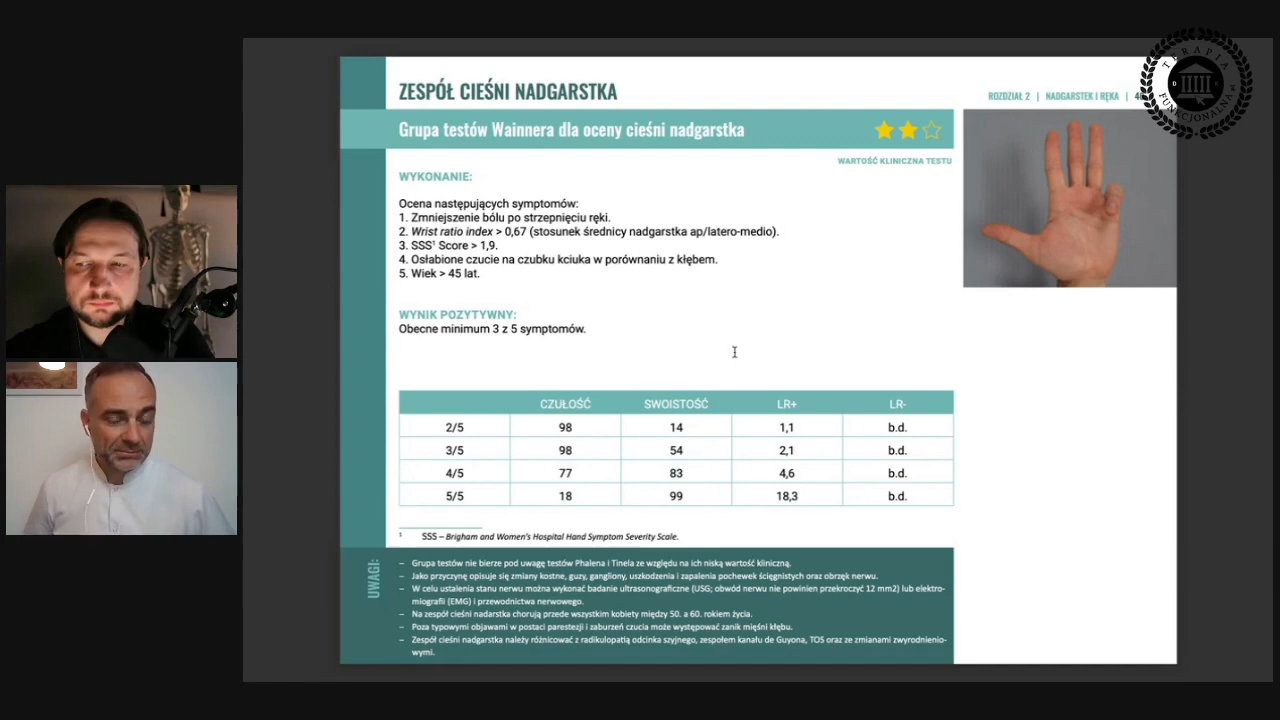 ZESPÓŁ CIEŚNI NADGARSTKA
ROZDZIAŁ 2 | NADGARSTEK I RĘKA |
TERAPIA
FUNKCJONALNA
Grupa testów Wainnera dla oceny cieśni nadgarstka
WARTOŚĆ KLINICZNA TESTU
WYKONANIE:
Ocena następujących symptomów:
1. Zmniejszenie bólu po strzepnięciu ręki.
2. Wrist ratio index > 0,67 (stosunek średnicy nadgarstka ap/latero-medio).
3. SSS¹ Score > 1,9.
4. Osłabione czucie na czubku kciuka w porównaniu z kłębem.
5. Wiek > 45 lat.
WYNIK POZYTYWNY:
Obecne minimum 3 z 5 symptomów.
CZUŁOŚĆ SWOISTOŚĆ LR+ LR-
2/5 98 14 1,1 b.d.
3/5 98 54 2,1 b.d.
4/5 77 83 4,6 b.d.
5/5 18 99 18,3 b.d.
¹ SSS – Brigham and Women's Hospital Hand Symptom Severity Scale.
UWAGI:
– Grupa testów nie bierze pod uwagę testów Phalena i Tinela ze względu na ich niską wartość kliniczną.
– Jako przyczynę opisuje się zmiany kostne, guzy, gangliony, uszkodzenia i zapalenia pochewek ścięgnistych oraz obrzęk nerwu.
– W celu ustalenia stanu nerwu można wykonać badanie ultrasonograficzne (USG; obwód nerwu nie powinien przekroczyć 12 mm2) lub elektro-
miografii (EMG) i przewodnictwa nerwowego.
– Na zespół cieśni nadarstka chorują przede wszystkim kobiety między 50. a 60. rokiem życia.
– Poza typowymi objawami w postaci parestezji i zaburzeń czucia może występować zanik mięśni kłębu.
– Zespół cieśni nadgarstka należy różnicować z radikulopatią odcinka szyjnego, zespołem kanału de Guyona, TOS oraz ze zmianami zwyrodnienio-
wymi.